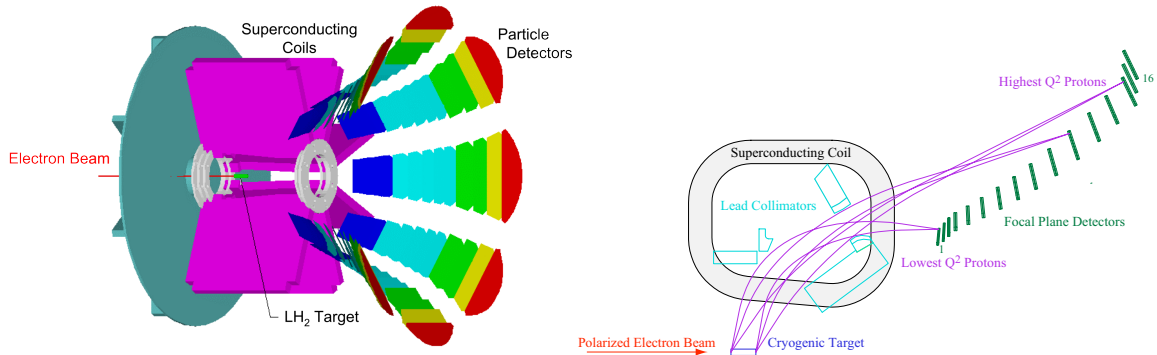 Superconducting
Coils
Particle
Detectors
Electron Beam
LH2 Target
Highest Q2 Protons
16
Superconducting Coil
Lead Collimators
Focal Plane Detectors
1
Lowest Q2 Protons
Polarized Electron Beam
Cryogenic Target